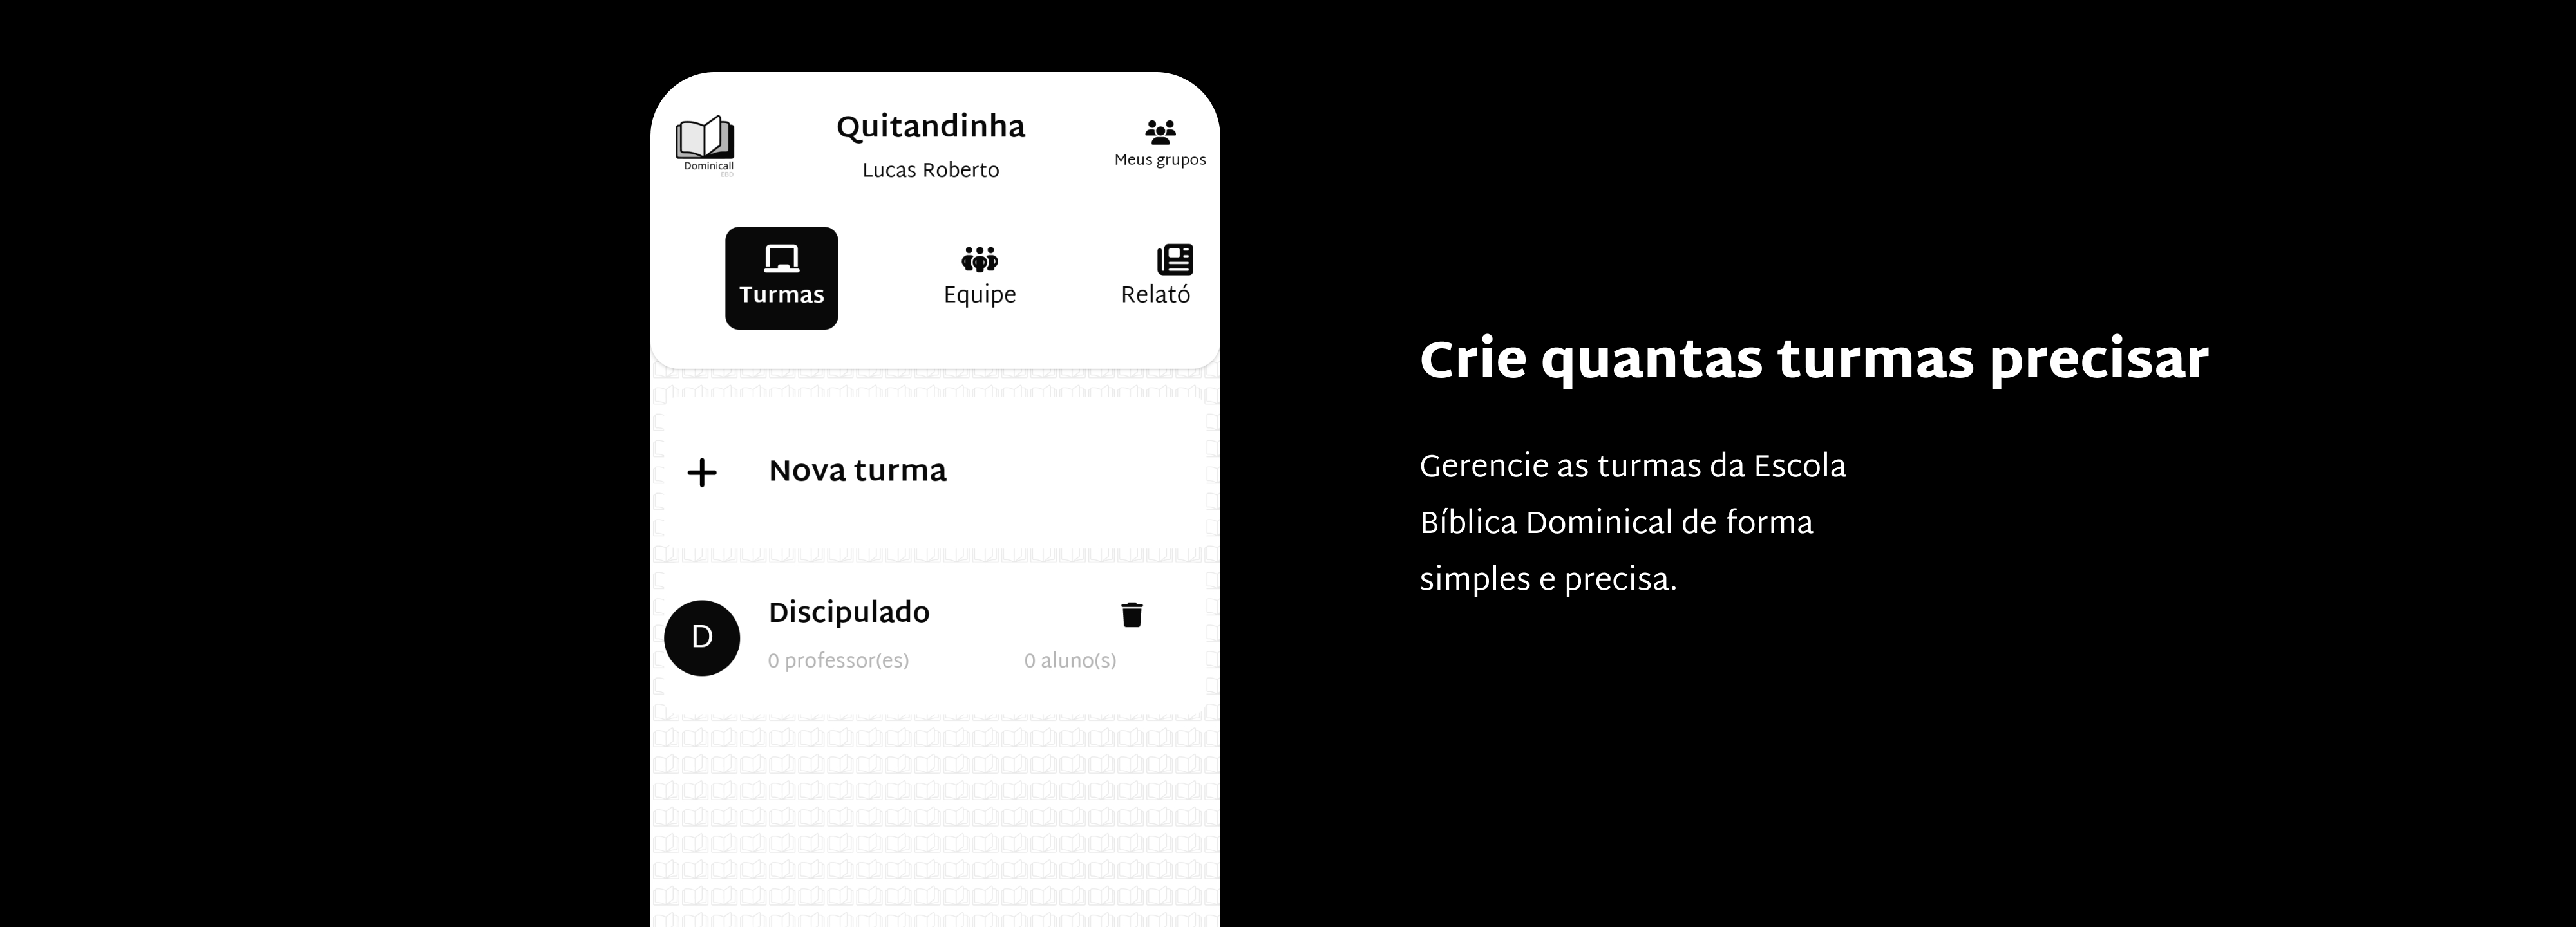 Quitandinha
Lucas Roberto
Dominicall
EBD
Meus grupos
Turmas
Equipe
Relató
Nova turma
D
Discipulado
0 professor(es)
0 aluno(s)
Crie quantas turmas precisar
Gerencie as turmas da Escola
Bíblica Dominical de forma
simples e precisa.